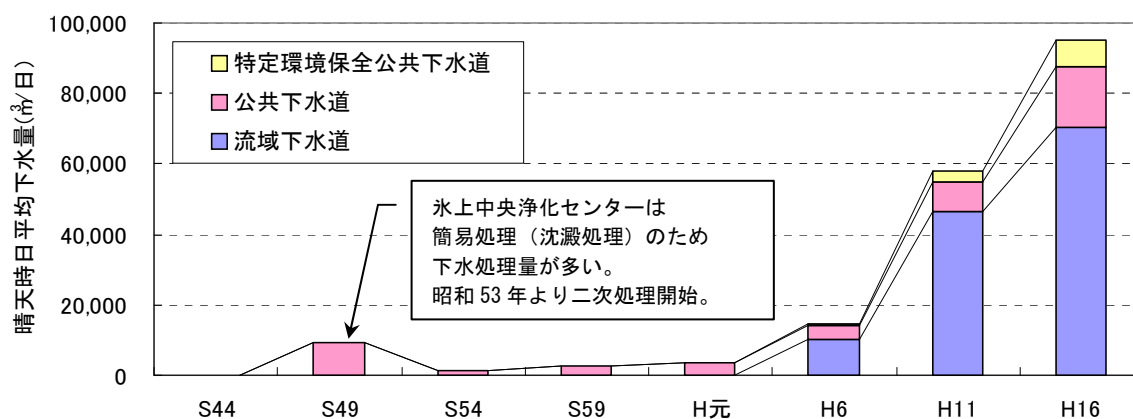 晴天時日平均下水量(㎥/日)
100,000
80,000
60,000
40,000
20,000
0
特定環境保全公共下水道
公共下水道
流域下水道
氷上中央浄化センターは
簡易処理（沈澱処理）のため
下水処理量が多い。
昭和 53 年より二次処理開始。
S44 S49 S54 S59 H元 H6 H11 H16